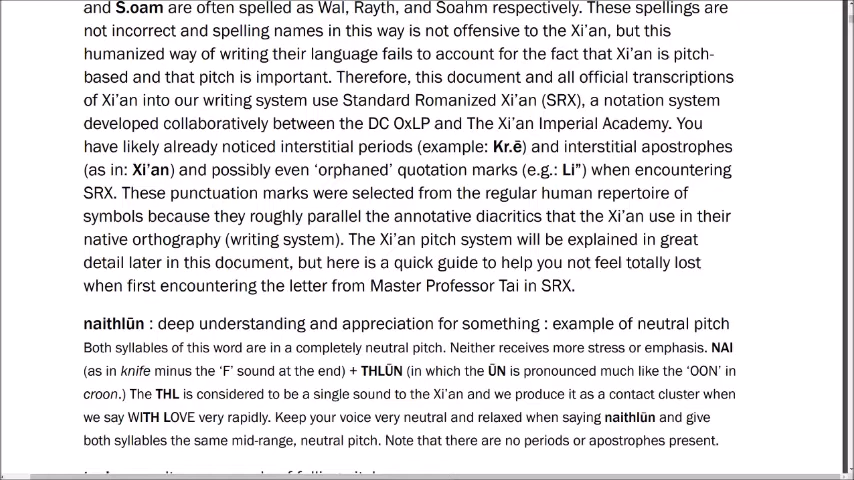 and S.oam are often spelled as Wal, Rayth, and Soahm respectively. These spellings are
not incorrect and spelling names in this way is not offensive to the Xi’an, but this
humanized way of writing their language fails to account for the fact that Xi’an is pitch-
based and that pitch is important. Therefore, this document and all official transcriptions
of Xi’an into our writing system use Standard Romanized Xi’an (SRX), a notation system
developed collaboratively between the DC OxLP and The Xi’an Imperial Academy. You
have likely already noticed interstitial periods (example: Kr.ē) and interstitial apostrophes
(as in: Xi’an) and possibly even ‘orphaned’ quotation marks (e.g.: Li”) when encountering
SRX. These punctuation marks were selected from the regular human repertoire of
symbols because they roughly parallel the annotative diacritics that the Xi’an use in their
native orthography (writing system). The Xi’an pitch system will be explained in great
detail later in this document, but here is a quick guide to help you not feel totally lost
when first encountering the letter from Master Professor Tai in SRX.
naithlūn : deep understanding and appreciation for something : example of neutral pitch
Both syllables of this word are in a completely neutral pitch. Neither receives more stress or emphasis. NAI
(as in knife minus the ‘F’ sound at the end) + THLŪN (in which the ŪN is pronounced much like the ‘OON’ in
croon.) The THL is considered to be a single sound to the Xi’an and we produce it as a contact cluster when
we say WITH LOVE very rapidly. Keep your voice very neutral and relaxed when saying naithlūn and give
both syllables the same mid-range, neutral pitch. Note that there are no periods or apostrophes present.